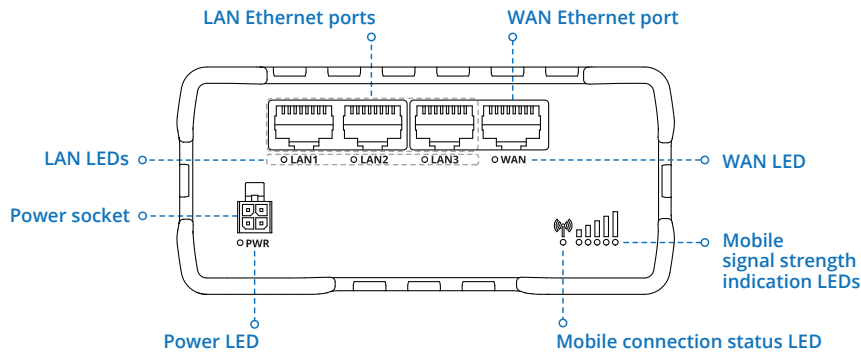 LAN Ethernet ports
WAN Ethernet port
LAN LEDs
LAN1
LAN2
LAN3
WAN
WAN LED
Power socket
PWR
Mobile
signal strength
indication LEDs
Power LED
Mobile connection status LED